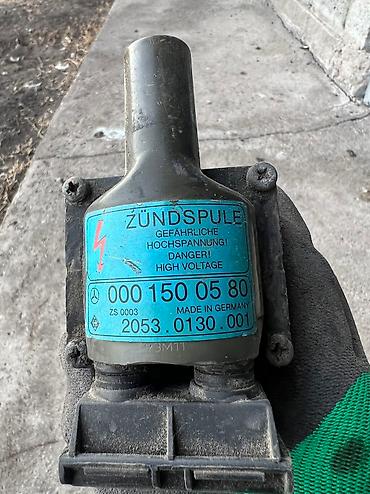 ZÜNDSPULE
GEFÄHRLICHE
HOCHSPANNUNG!
DANGER!
HIGH VOLTAGE
000 150 05 80
ZS 0003 MADE IN GERMANY
2053.0130.001